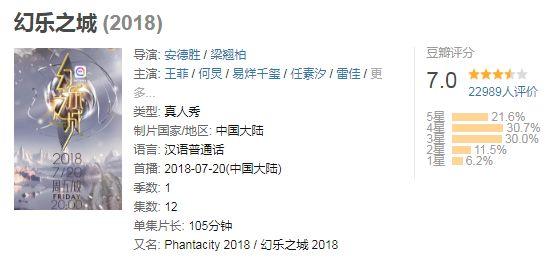 幻乐之城 (2018)
幻乐城
2018
7/20
周五晚
FRIDAY
20:00
导演: 安德胜 / 梁翘柏
主演: 王菲 / 何炅 / 易烊千玺 / 任素汐 / 雷佳 / 更
多...
类型: 真人秀
制片国家/地区: 中国大陆
语言: 汉语普通话
首播: 2018-07-20(中国大陆)
季数: 1
集数: 12
单集片长: 105分钟
又名: Phantacity 2018 / 幻乐之城 2018
豆瓣评分
7.0
22989人评价
5星 21.6%
4星 30.7%
3星 30.0%
2星 11.5%
1星 6.2%